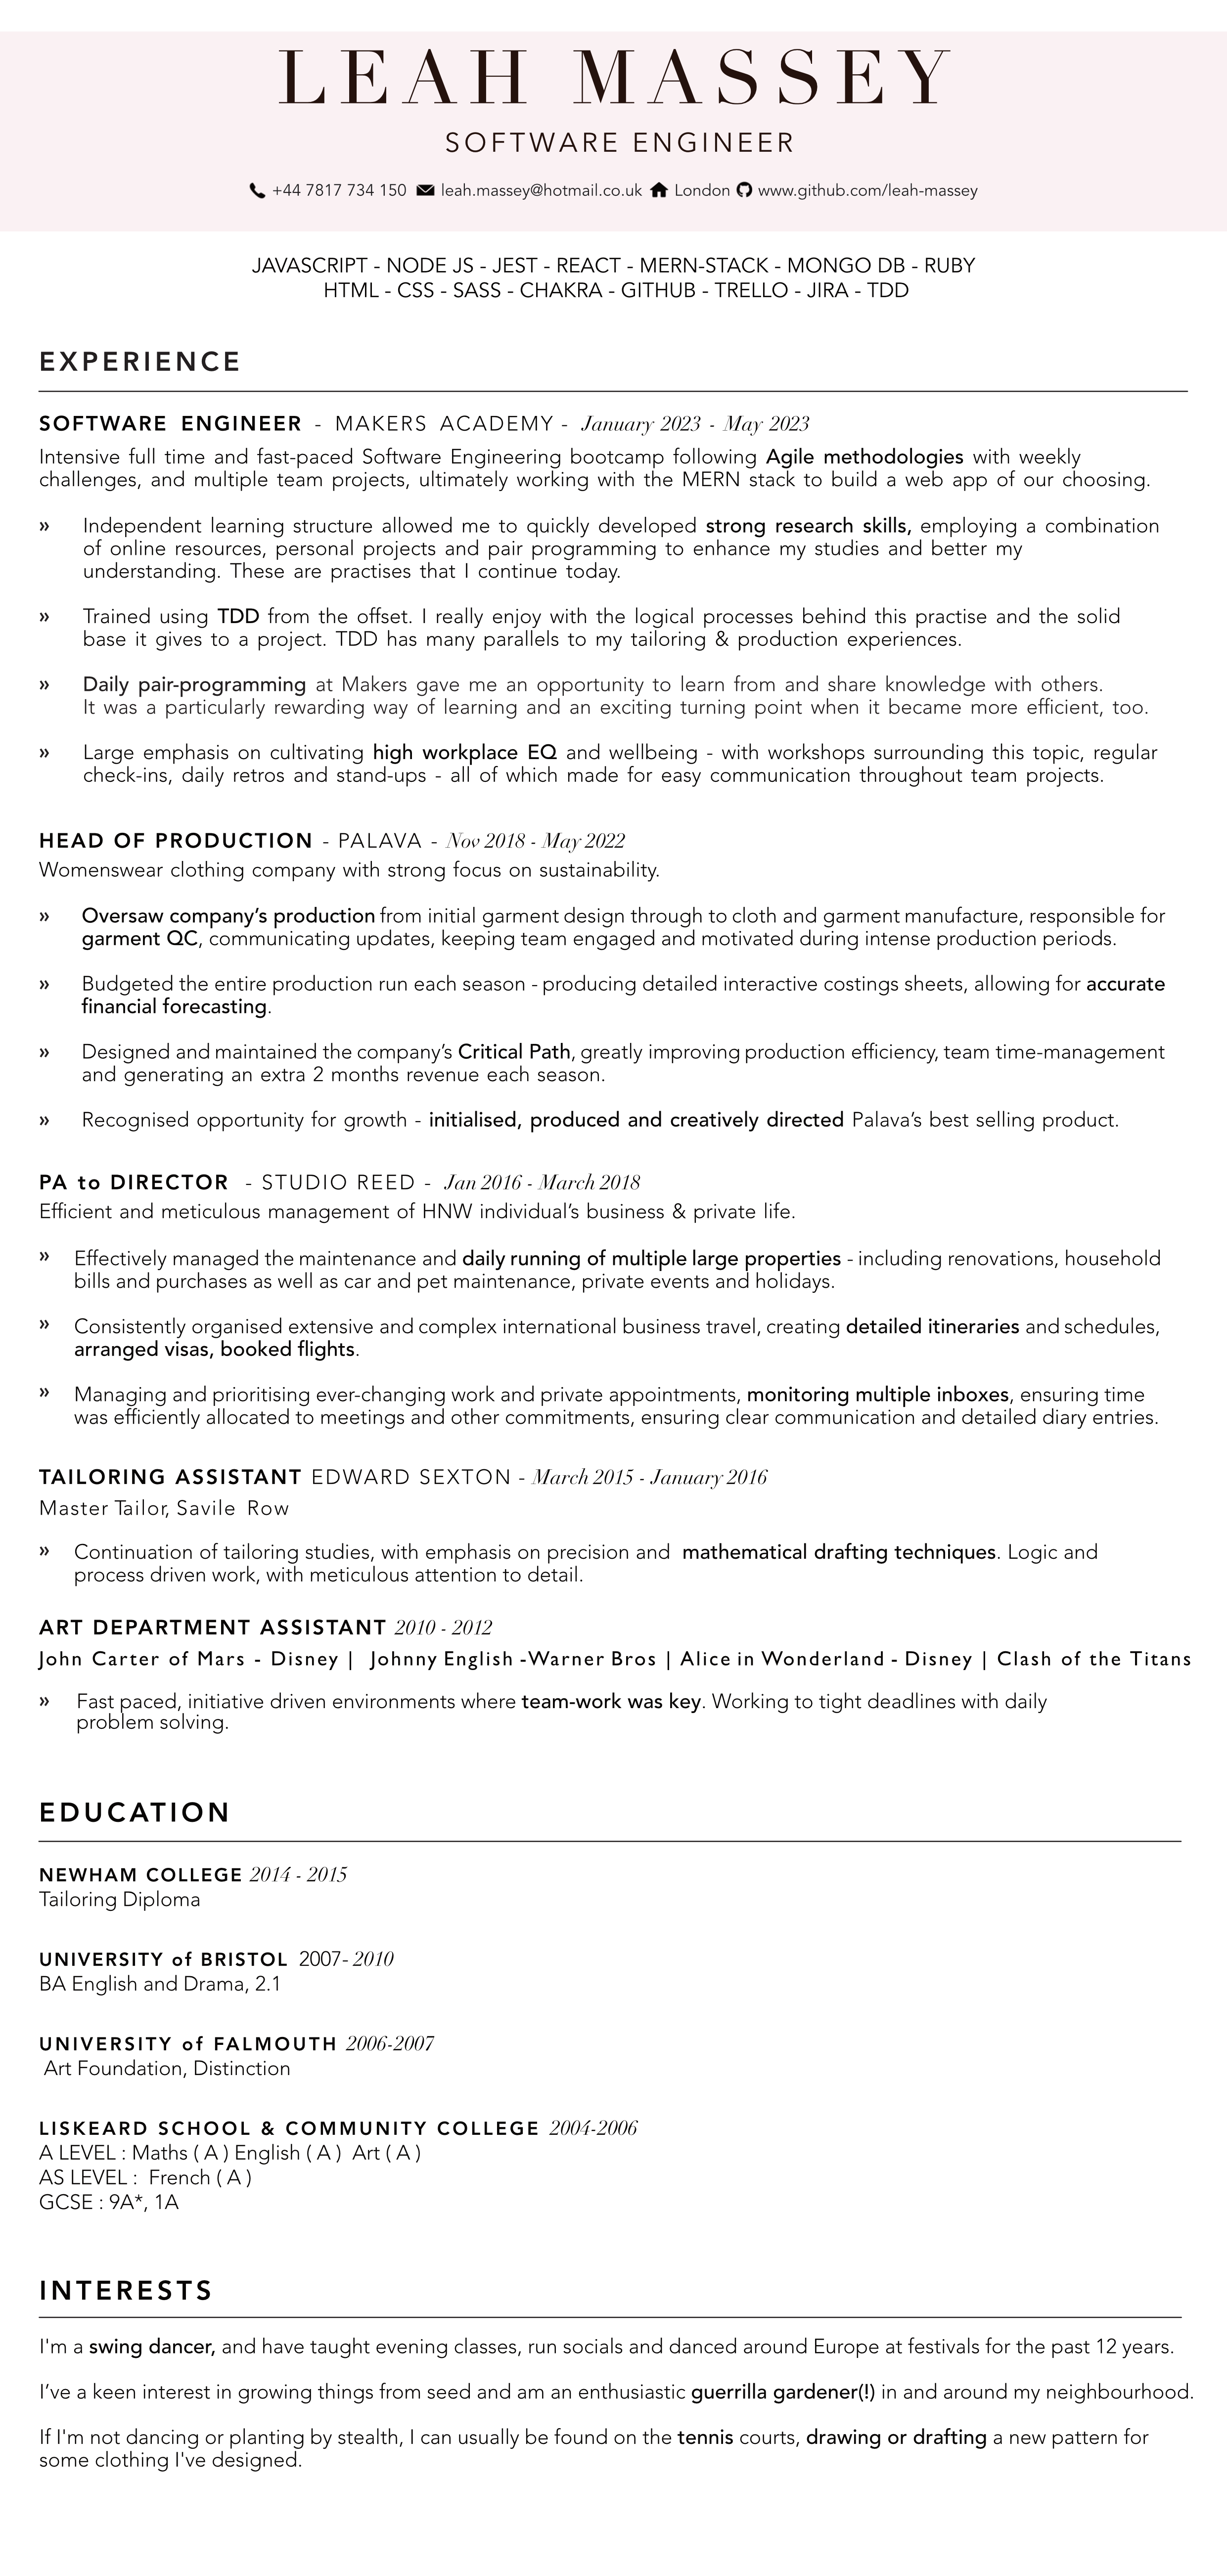 LEAH MASSEY
SOFTWARE ENGINEER
+44 7817 734 150 leah.massey@hotmail.co.uk London www.github.com/leah-massey
JAVASCRIPT - NODE JS - JEST - REACT - MERN-STACK - MONGO DB - RUBY
HTML - CSS - SASS - CHAKRA - GITHUB - TRELLO - JIRA - TDD
EXPERIENCE
SOFTWARE ENGINEER - MAKERS ACADEMY - January 2023 - May 2023
Intensive full time and fast-paced Software Engineering bootcamp following Agile methodologies with weekly
challenges, and multiple team projects, ultimately working with the MERN stack to build a web app of our choosing.
» Independent learning structure allowed me to quickly developed strong research skills, employing a combination
of online resources, personal projects and pair programming to enhance my studies and better my
understanding. These are practises that I continue today.
» Trained using TDD from the offset. I really enjoy with the logical processes behind this practise and the solid
base it gives to a project. TDD has many parallels to my tailoring & production experiences.
» Daily pair-programming at Makers gave me an opportunity to learn from and share knowledge with others.
It was a particularly rewarding way of learning and an exciting turning point when it became more efficient, too.
» Large emphasis on cultivating high workplace EQ and wellbeing - with workshops surrounding this topic, regular
check-ins, daily retros and stand-ups - all of which made for easy communication throughout team projects.
HEAD OF PRODUCTION - PALAVA - Nov 2018 - May 2022
Womenswear clothing company with strong focus on sustainability.
» Oversaw company's production from initial garment design through to cloth and garment manufacture, responsible for
garment QC, communicating updates, keeping team engaged and motivated during intense production periods.
» Budgeted the entire production run each season - producing detailed interactive costings sheets, allowing for accurate
financial forecasting.
» Designed and maintained the company's Critical Path, greatly improving production efficiency, team time-management
and generating an extra 2 months revenue each season.
» Recognised opportunity for growth - initialised, produced and creatively directed Palava's best selling product.
PA to DIRECTOR - STUDIO REED - Jan 2016 - March 2018
Efficient and meticulous management of HNW individual's business & private life.
» Effectively managed the maintenance and daily running of multiple large properties - including renovations, household
bills and purchases as well as car and pet maintenance, private events and holidays.
» Consistently organised extensive and complex international business travel, creating detailed itineraries and schedules,
arranged visas, booked flights.
» Managing and prioritising ever-changing work and private appointments, monitoring multiple inboxes, ensuring time
was efficiently allocated to meetings and other commitments, ensuring clear communication and detailed diary entries.
TAILORING ASSISTANT EDWARD SEXTON - March 2015 - January 2016
Master Tailor, Savile Row
» Continuation of tailoring studies, with emphasis on precision and mathematical drafting techniques. Logic and
process driven work, with meticulous attention to detail.
ART DEPARTMENT ASSISTANT 2010 - 2012
John Carter of Mars - Disney | Johnny English -Warner Bros | Alice in Wonderland - Disney | Clash of the Titans
» Fast paced, initiative driven environments where team-work was key. Working to tight deadlines with daily
problem solving.
EDUCATION
NEWHAM COLLEGE 2014 - 2015
Tailoring Diploma
UNIVERSITY of BRISTOL 2007- 2010
BA English and Drama, 2.1
UNIVERSITY of FALMOUTH 2006-2007
Art Foundation, Distinction
LISKEARD SCHOOL & COMMUNITY COLLEGE 2004-2006
A LEVEL : Maths ( A ) English ( A ) Art ( A )
AS LEVEL : French ( A )
GCSE : 9A*, 1A
INTERESTS
I'm a swing dancer, and have taught evening classes, run socials and danced around Europe at festivals for the past 12 years.
I've a keen interest in growing things from seed and am an enthusiastic guerrilla gardener(!) in and around my neighbourhood.
If I'm not dancing or planting by stealth, I can usually be found on the tennis courts, drawing or drafting a new pattern for
some clothing I've designed.